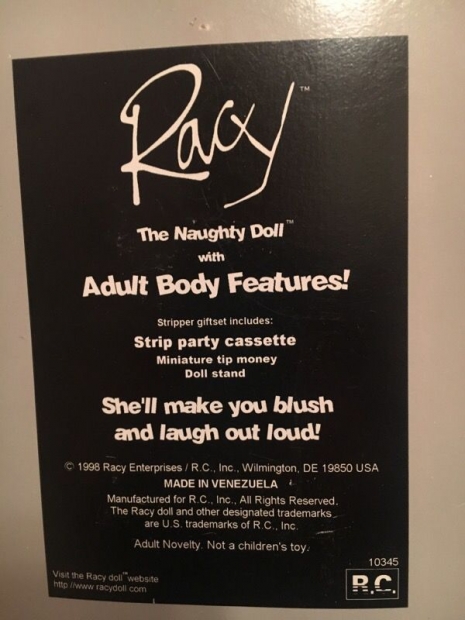 Racy™
The Naughty Doll™
with
Adult Body Features!
Stripper giftset includes:
Strip party cassette
Miniature tip money
Doll stand
She'll make you blush
and laugh out loud!
© 1998 Racy Enterprises / R.C., Inc., Wilmington, DE 19850 USA
MADE IN VENEZUELA
Manufactured for R.C., Inc., All Rights Reserved.
The Racy doll and other designated trademarks
are U.S. trademarks of R.C., Inc.
Adult Novelty. Not a children's toy.
10345
Visit the Racy doll™ website
http://www.racydoll.com
R.C.